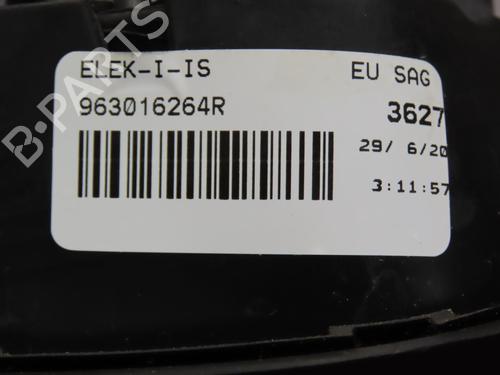 ELEK-I-IS EU SAG
963016264R 3627
29/ 6/20
3:11:57
B-PARTS